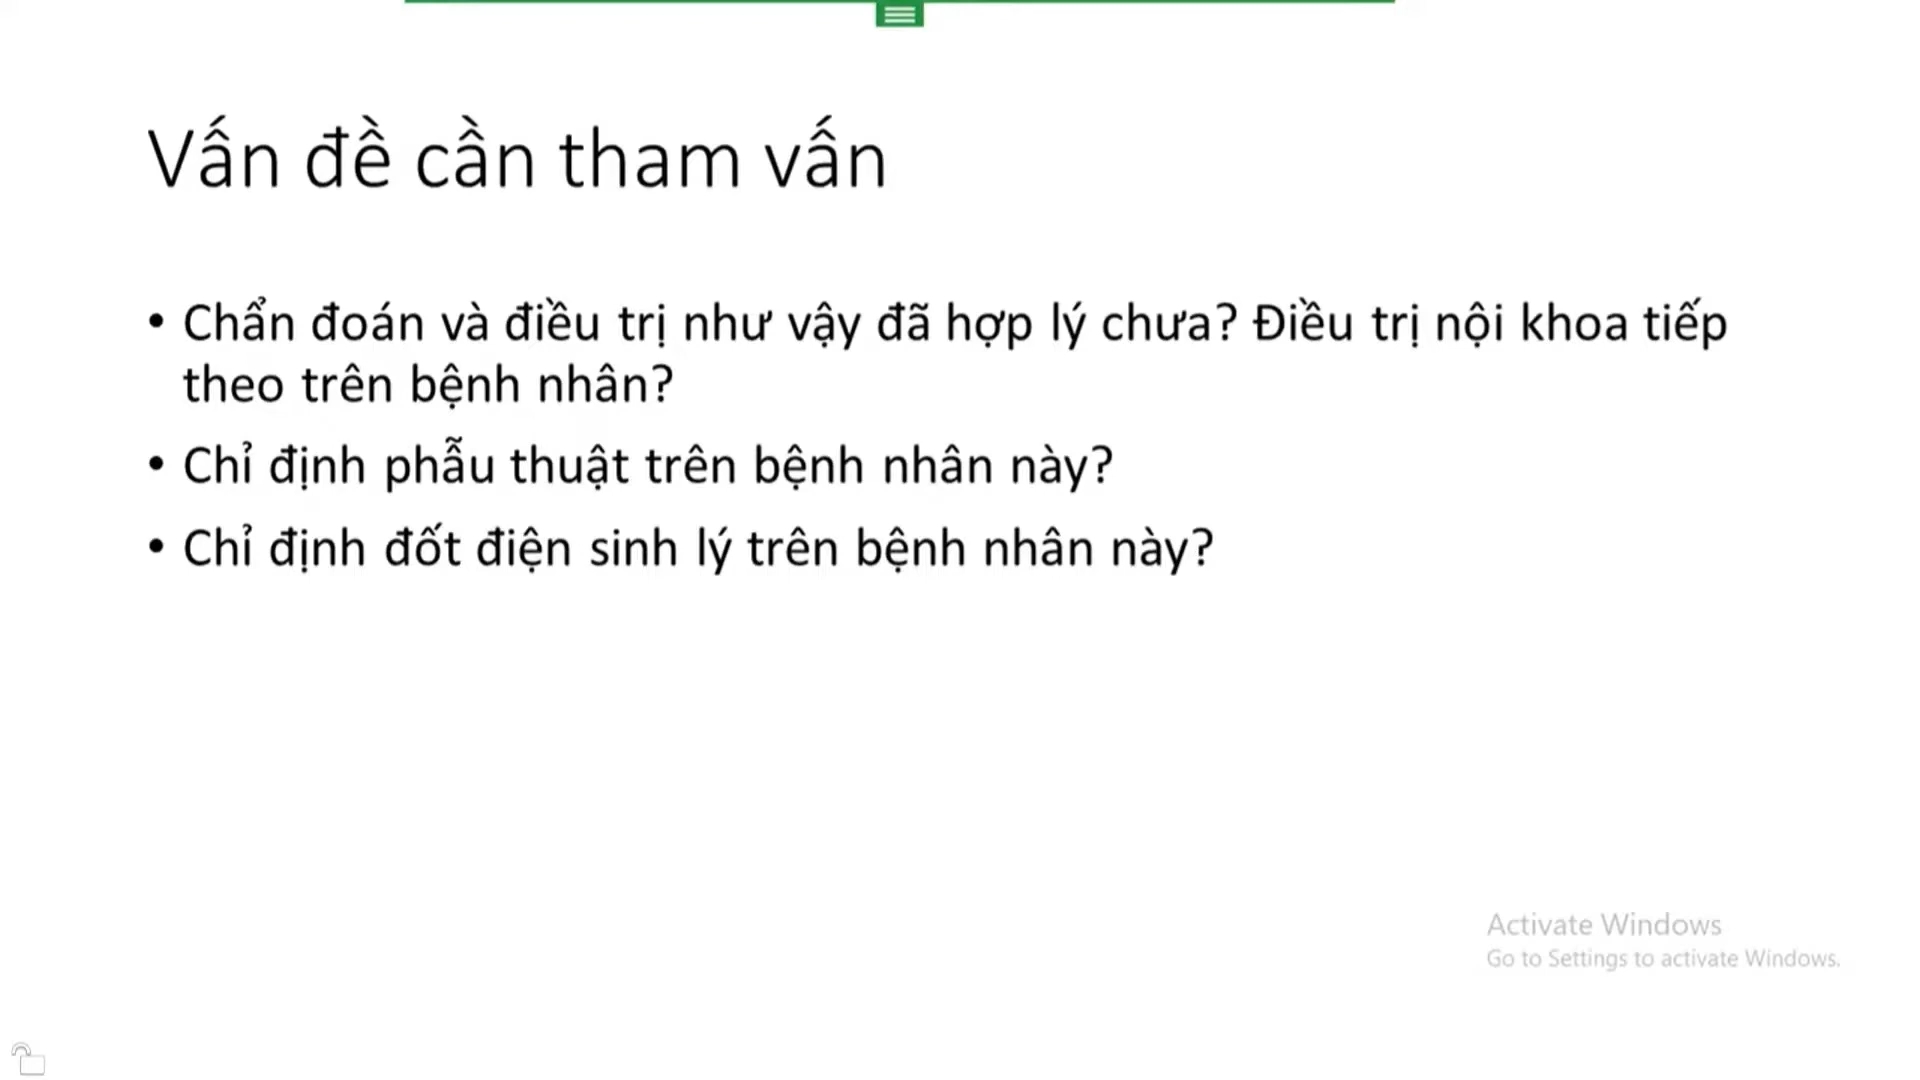 Vấn đề cần tham vấn
• Chẩn đoán và điều trị như vậy đã hợp lý chưa? Điều trị nội khoa tiếp
theo trên bệnh nhân?
• Chỉ định phẫu thuật trên bệnh nhân này?
• Chỉ định đốt điện sinh lý trên bệnh nhân này?
Activate Windows
Go to Settings to activate Windows.